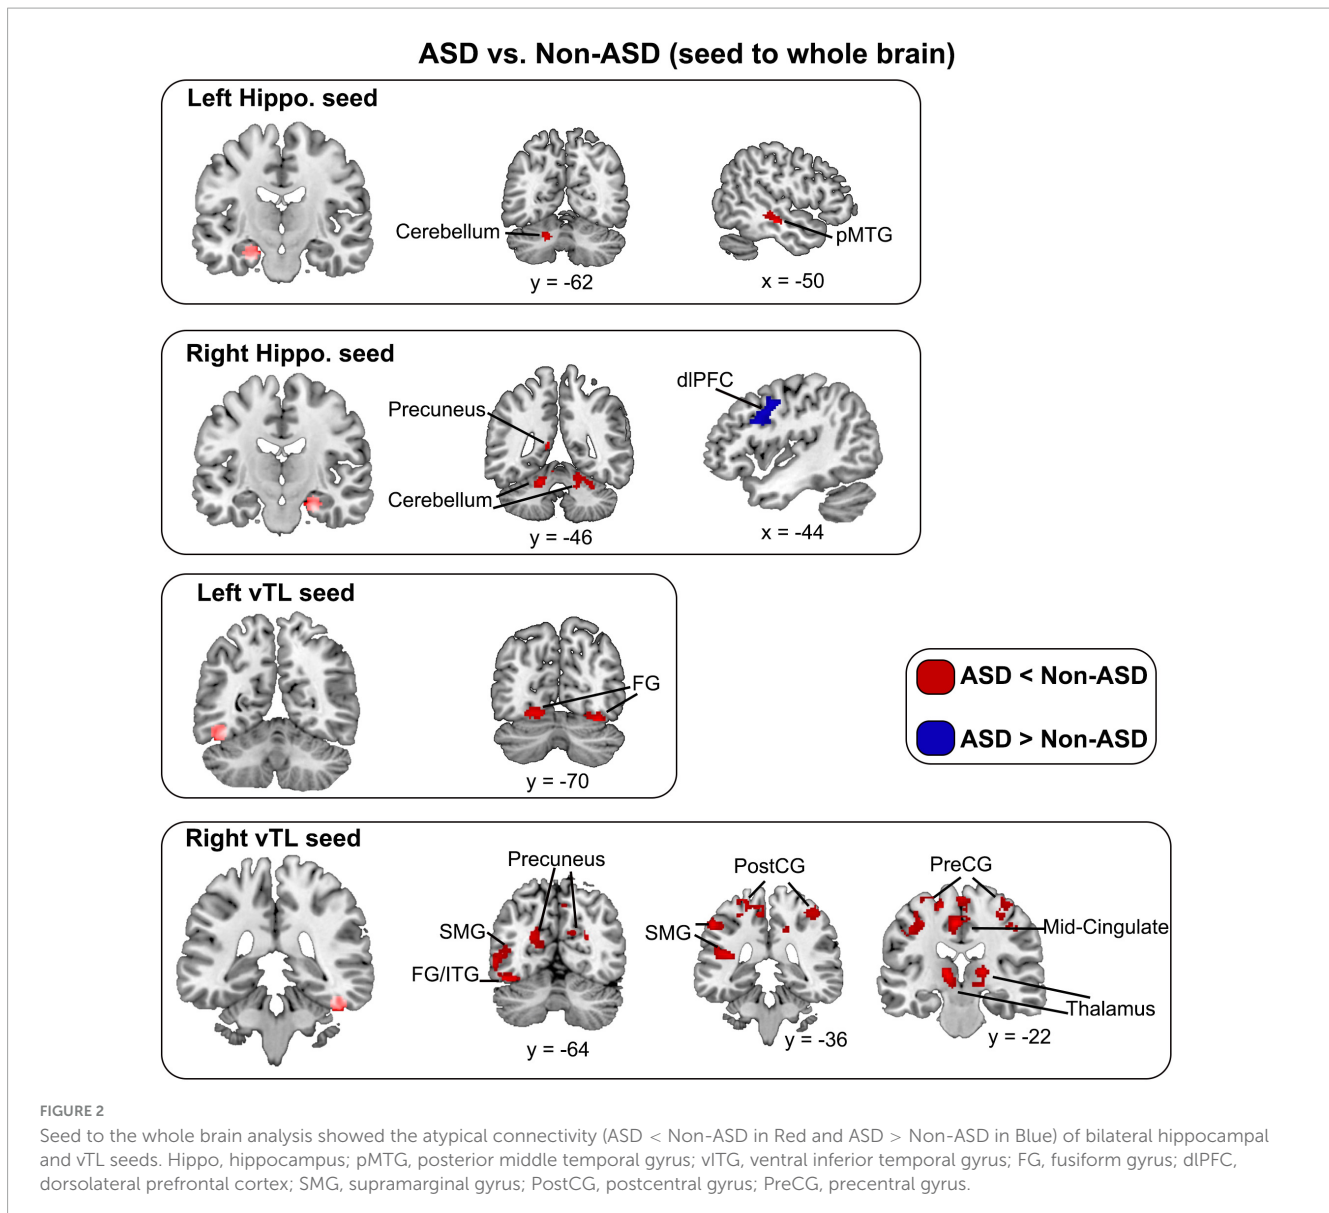 ASD vs. Non-ASD (seed to whole brain)
Left Hippo. seed
Cerebellum
pMTG
y = -62
x = -50
Right Hippo. seed
dlPFC
Precuneus
Cerebellum
y = -46
x = -44
Left vTL seed
FG
y = -70
ASD < Non-ASD
ASD > Non-ASD
Right vTL seed
Precuneus
SMG
FG/ITG
y = -64
PostCG
SMG
y = -36
PreCG
Mid-Cingulate
Thalamus
y = -22
FIGURE 2
Seed to the whole brain analysis showed the atypical connectivity (ASD < Non-ASD in Red and ASD > Non-ASD in Blue) of bilateral hippocampal
and vTL seeds. Hippo, hippocampus; pMTG, posterior middle temporal gyrus; vITG, ventral inferior temporal gyrus; FG, fusiform gyrus; dlPFC,
dorsolateral prefrontal cortex; SMG, supramarginal gyrus; PostCG, postcentral gyrus; PreCG, precentral gyrus.